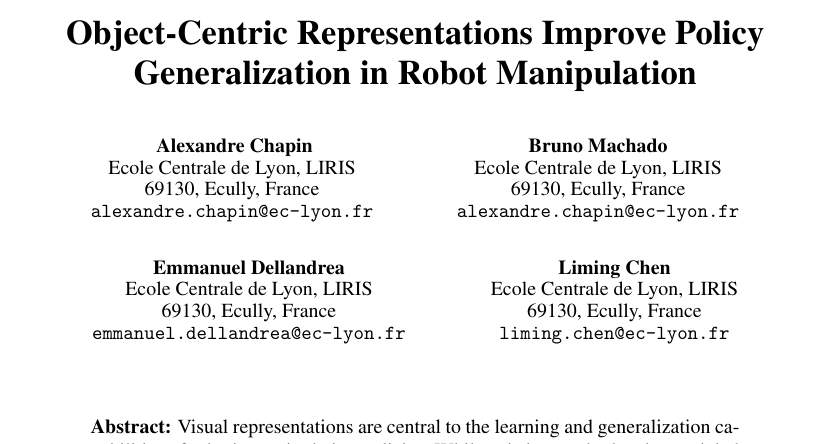 Object-Centric Representations Improve Policy
Generalization in Robot Manipulation
Alexandre Chapin
Ecole Centrale de Lyon, LIRIS
69130, Ecully, France
alexandre.chapin@ec-lyon.fr
Bruno Machado
Ecole Centrale de Lyon, LIRIS
69130, Ecully, France
alexandre.chapin@ec-lyon.fr
Emmanuel Dellandrea
Ecole Centrale de Lyon, LIRIS
69130, Ecully, France
emmanuel.dellandrea@ec-lyon.fr
Liming Chen
Ecole Centrale de Lyon, LIRIS
69130, Ecully, France
liming.chen@ec-lyon.fr
Abstract: Visual representations are central to the learning and generalization ca-